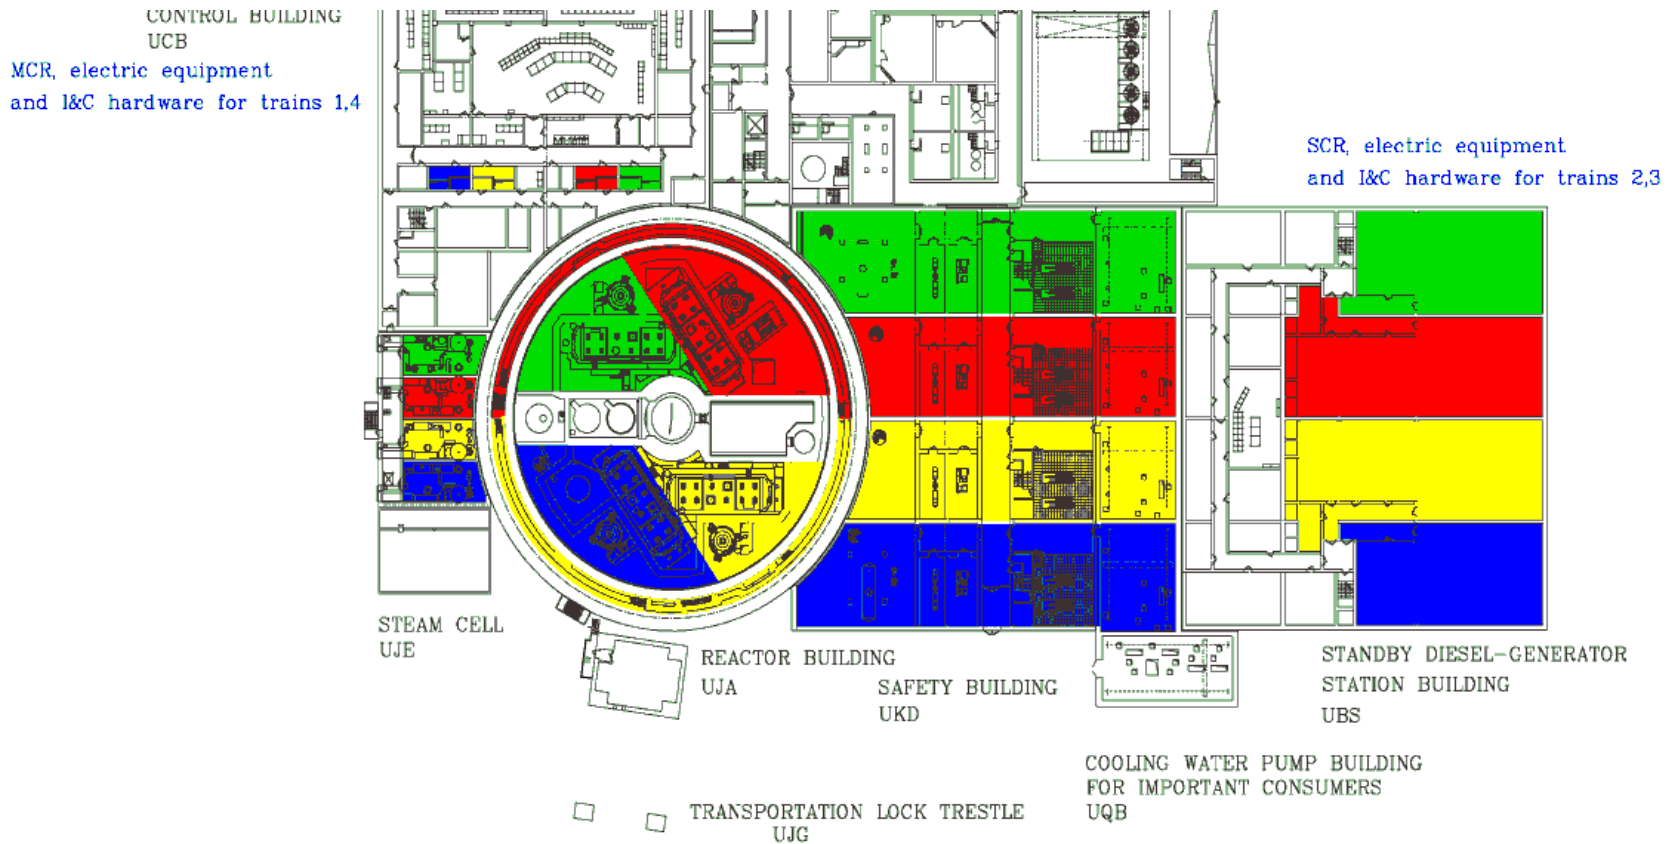 CONTROL BUILDING
UCB
MCR, electric equipment
and I&C hardware for trains 1,4
SCR, electric equipment
and I&C hardware for trains 2,3
STEAM CELL
UJE
REACTOR BUILDING
UJA
SAFETY BUILDING
UKD
STANDBY DIESEL-GENERATOR
STATION BUILDING
UBS
COOLING WATER PUMP BUILDING
FOR IMPORTANT CONSUMERS
UQB
TRANSPORTATION LOCK TRESTLE
UJG